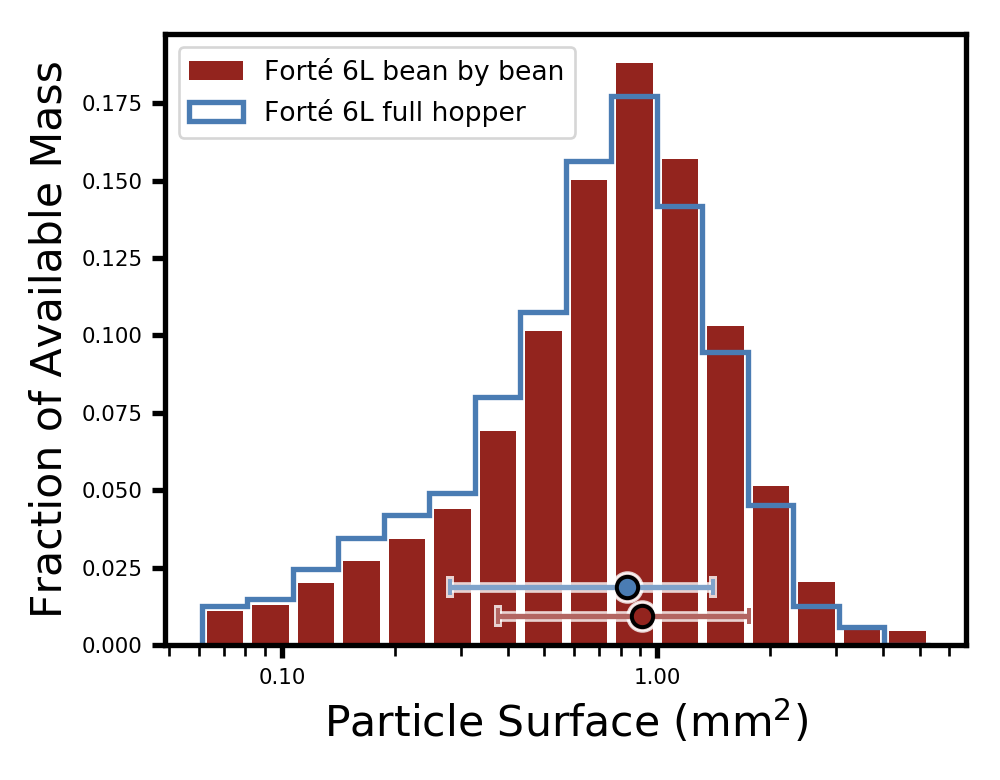 Forté 6L bean by bean
Forté 6L full hopper
Fraction of Available Mass
0.175
0.150
0.125
0.100
0.075
0.050
0.025
0.000
0.10
1.00
Particle Surface (mm²)